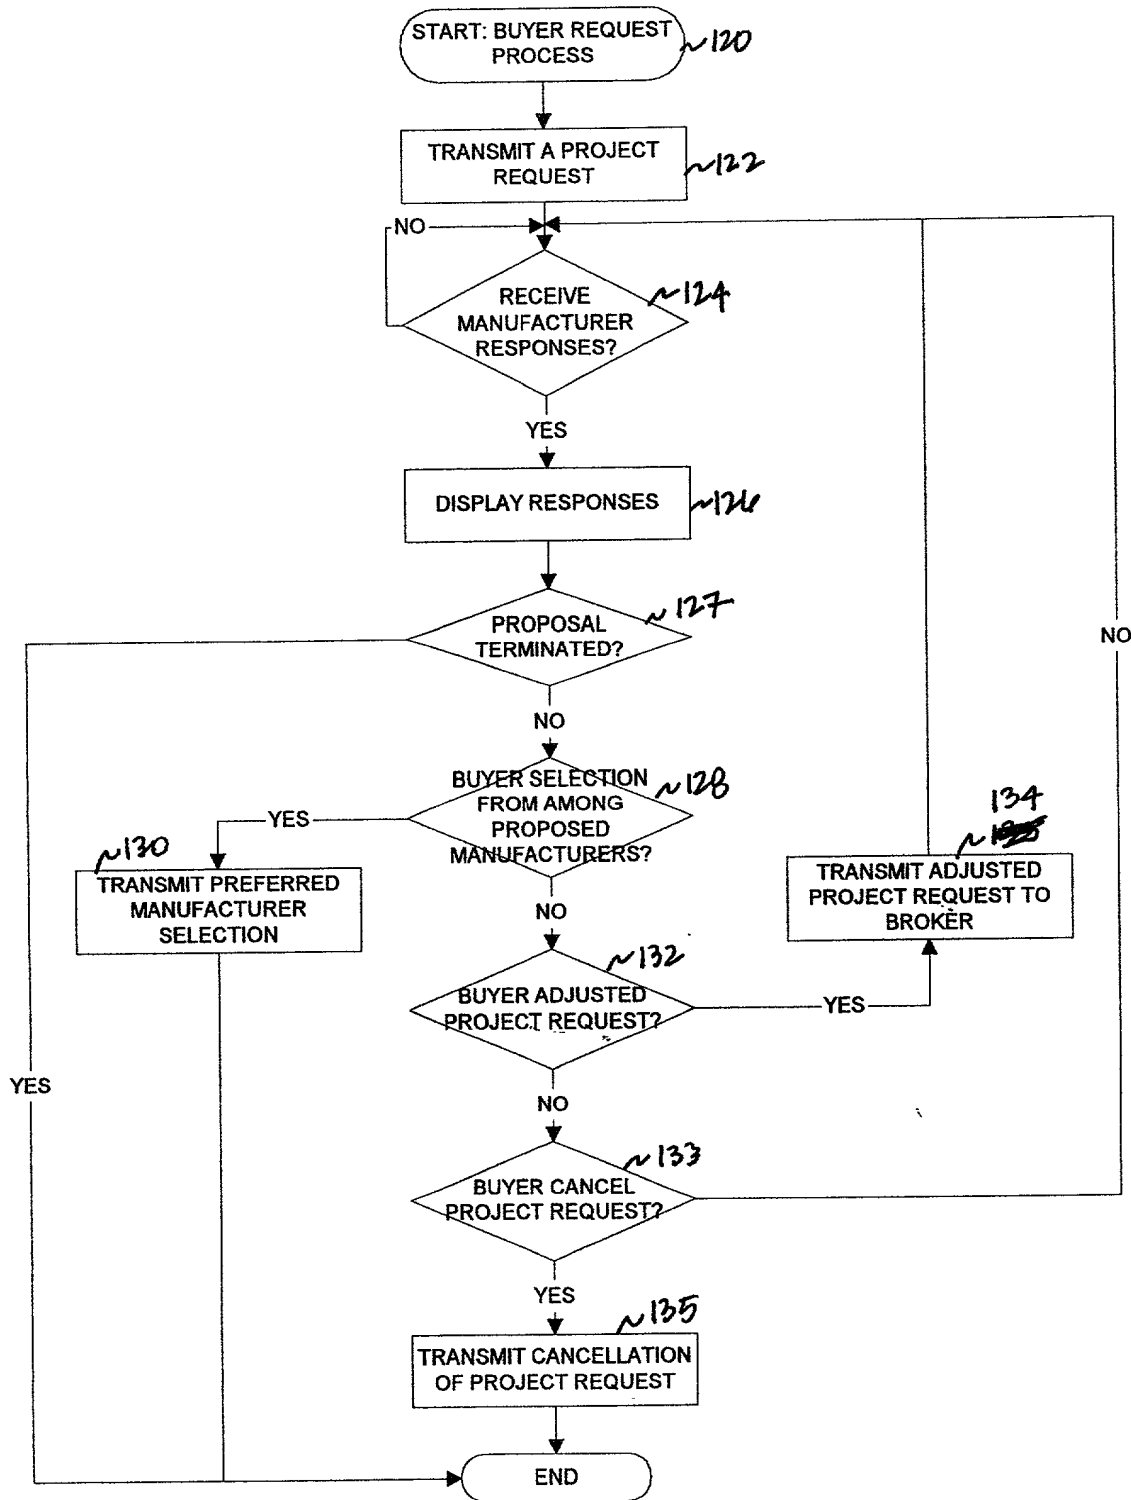 START: BUYER REQUEST
PROCESS
~120
TRANSMIT A PROJECT
REQUEST
~122
NO
RECEIVE
MANUFACTURER
RESPONSES?
~124
YES
DISPLAY RESPONSES
~126
PROPOSAL
TERMINATED?
~127
NO
NO
BUYER SELECTION
FROM AMONG
PROPOSED
MANUFACTURERS?
~128
YES
~130
TRANSMIT PREFERRED
MANUFACTURER
SELECTION
134
TRANSMIT ADJUSTED
PROJECT REQUEST TO
BROKER
NO
BUYER ADJUSTED
PROJECT REQUEST?
~132
YES
YES
NO
BUYER CANCEL
PROJECT REQUEST?
~133
YES
TRANSMIT CANCELLATION
OF PROJECT REQUEST
~135
END